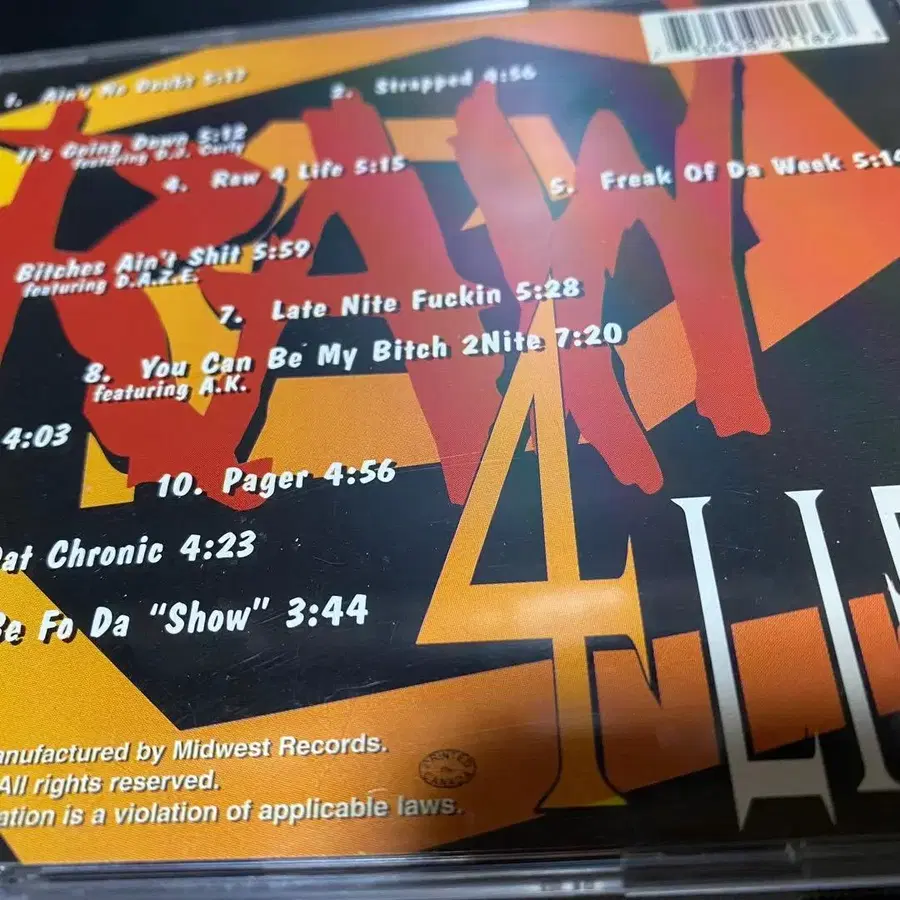 1. Ain't No Doubt 5:17
2. Strapped 4:56
It's Going Down 5:12
featuring D.J. Curly
4. Raw 4 Life 5:15
5. Freak Of Da Week 5:14
Bitches Ain't Shit 5:59
featuring D.A.Z.E.
7. Late Nite Fuckin 5:28
8. You Can Be My Bitch 2Nite 7:20
featuring A.K.
4:03
10. Pager 4:56
Dat Chronic 4:23
Be Fo Da "Show" 3:44
RAW
4
LIF
anufactured by Midwest Records.
All rights reserved.
ation is a violation of applicable laws.
PRINTED IN CANADA